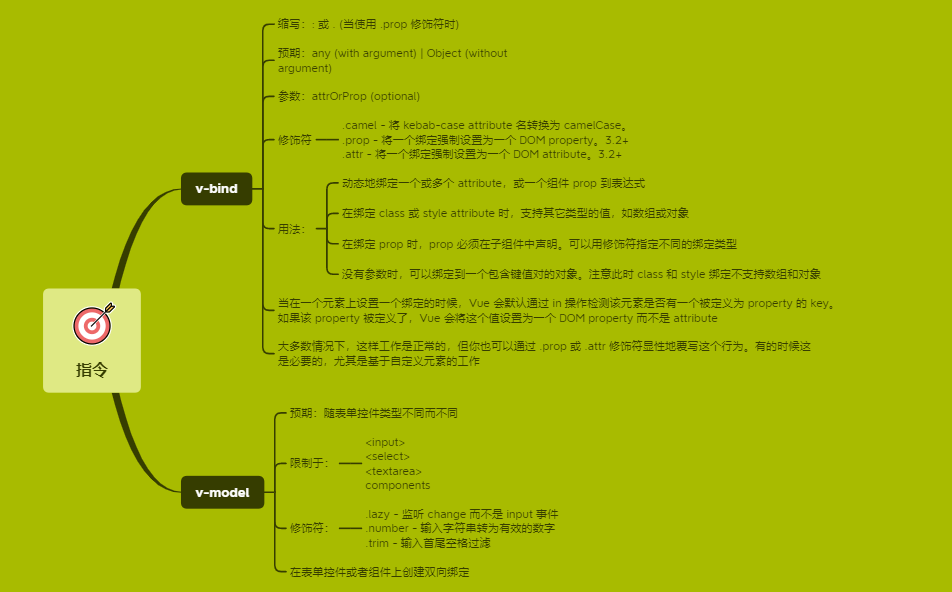 指令
v-bind
缩写：: 或 . (当使用 .prop 修饰符时)
预期：any (with argument) | Object (without
argument)
参数：attrOrProp (optional)
修饰符
.camel - 将 kebab-case attribute 名转换为 camelCase。
.prop - 将一个绑定强制设置为一个 DOM property。3.2+
.attr - 将一个绑定强制设置为一个 DOM attribute。3.2+
用法：
动态地绑定一个或多个 attribute，或一个组件 prop 到表达式
在绑定 class 或 style attribute 时，支持其它类型的值，如数组或对象
在绑定 prop 时，prop 必须在子组件中声明。可以用修饰符指定不同的绑定类型
没有参数时，可以绑定到一个包含键值对的对象。注意此时 class 和 style 绑定不支持数组和对象
当在一个元素上设置一个绑定的时候，Vue 会默认通过 in 操作检测该元素是否有一个被定义为 property 的 key。
如果该 property 被定义了，Vue 会将这个值设置为一个 DOM property 而不是 attribute
大多数情况下，这样工作是正常的，但你也可以通过 .prop 或 .attr 修饰符显性地覆写这个行为。有的时候这
是必要的，尤其是基于自定义元素的工作
v-model
预期：随表单控件类型不同而不同
限制于：
<input>
<select>
<textarea>
components
修饰符：
.lazy - 监听 change 而不是 input 事件
.number - 输入字符串转为有效的数字
.trim - 输入首尾空格过滤
在表单控件或者组件上创建双向绑定